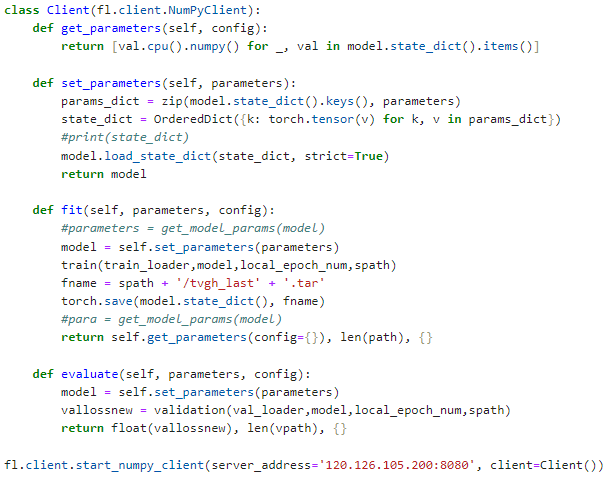 class Client(fl.client.NumPyClient):
    def get_parameters(self, config):
        return [val.cpu().numpy() for _, val in model.state_dict().items()]

    def set_parameters(self, parameters):
        params_dict = zip(model.state_dict().keys(), parameters)
        state_dict = OrderedDict({k: torch.tensor(v) for k, v in params_dict})
        #print(state_dict)
        model.load_state_dict(state_dict, strict=True)
        return model

    def fit(self, parameters, config):
        #parameters = get_model_params(model)
        model = self.set_parameters(parameters)
        train(train_loader,model,local_epoch_num,spath)
        fname = spath + '/tvgh_last' + '.tar'
        torch.save(model.state_dict(), fname)
        #para = get_model_params(model)
        return self.get_parameters(config={}), len(path), {}

    def evaluate(self, parameters, config):
        model = self.set_parameters(parameters)
        vallossnew = validation(val_loader,model,local_epoch_num,spath)
        return float(vallossnew), len(vpath), {}

fl.client.start_numpy_client(server_address='120.126.105.200:8080', client=Client())